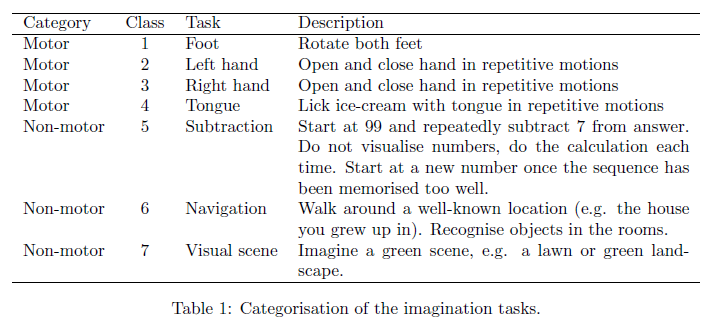 Category Class Task Description
Motor 1 Foot Rotate both feet
Motor 2 Left hand Open and close hand in repetitive motions
Motor 3 Right hand Open and close hand in repetitive motions
Motor 4 Tongue Lick ice-cream with tongue in repetitive motions
Non-motor 5 Subtraction Start at 99 and repeatedly subtract 7 from answer.
Do not visualise numbers, do the calculation each
time. Start at a new number once the sequence has
been memorised too well.
Non-motor 6 Navigation Walk around a well-known location (e.g. the house
you grew up in). Recognise objects in the rooms.
Non-motor 7 Visual scene Imagine a green scene, e.g. a lawn or green land-
scape.
Table 1: Categorisation of the imagination tasks.